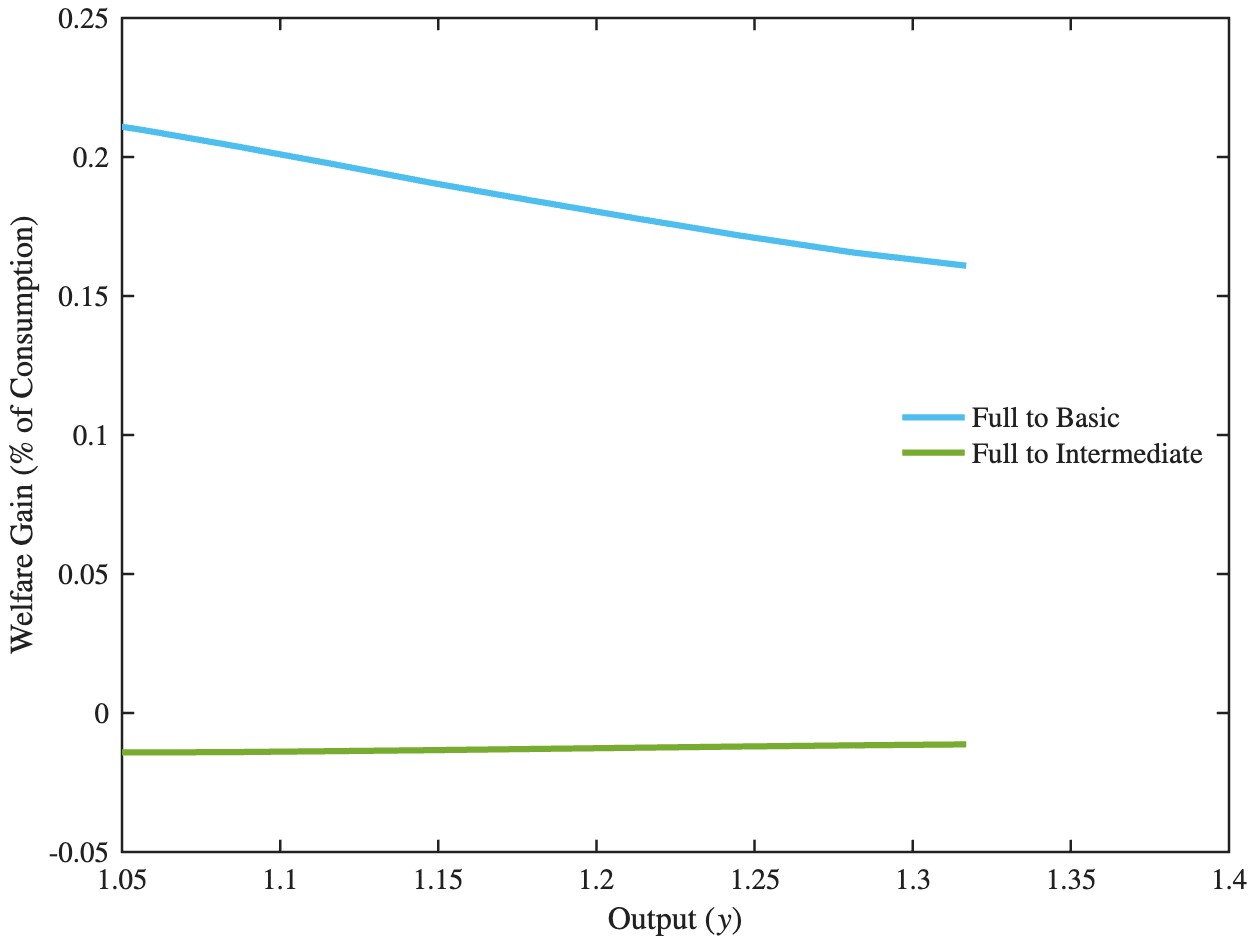 0.25
0.2
0.15
0.1
0.05
0
-0.05
Welfare Gain (% of Consumption)
Full to Basic
Full to Intermediate
1.05 1.1 1.15 1.2 1.25 1.3 1.35 1.4
Output (y)